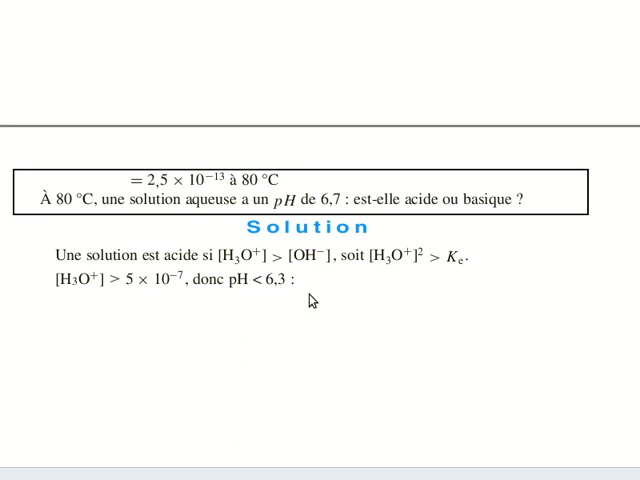 = 2,5 × 10⁻¹³ à 80 °C
À 80 °C, une solution aqueuse a un pH de 6,7 : est-elle acide ou basique ?
Solution
Une solution est acide si [H₃O⁺] > [OH⁻], soit [H₃O⁺]² > Kₑ.
[H₃O⁺] > 5 × 10⁻⁷, donc pH < 6,3 :